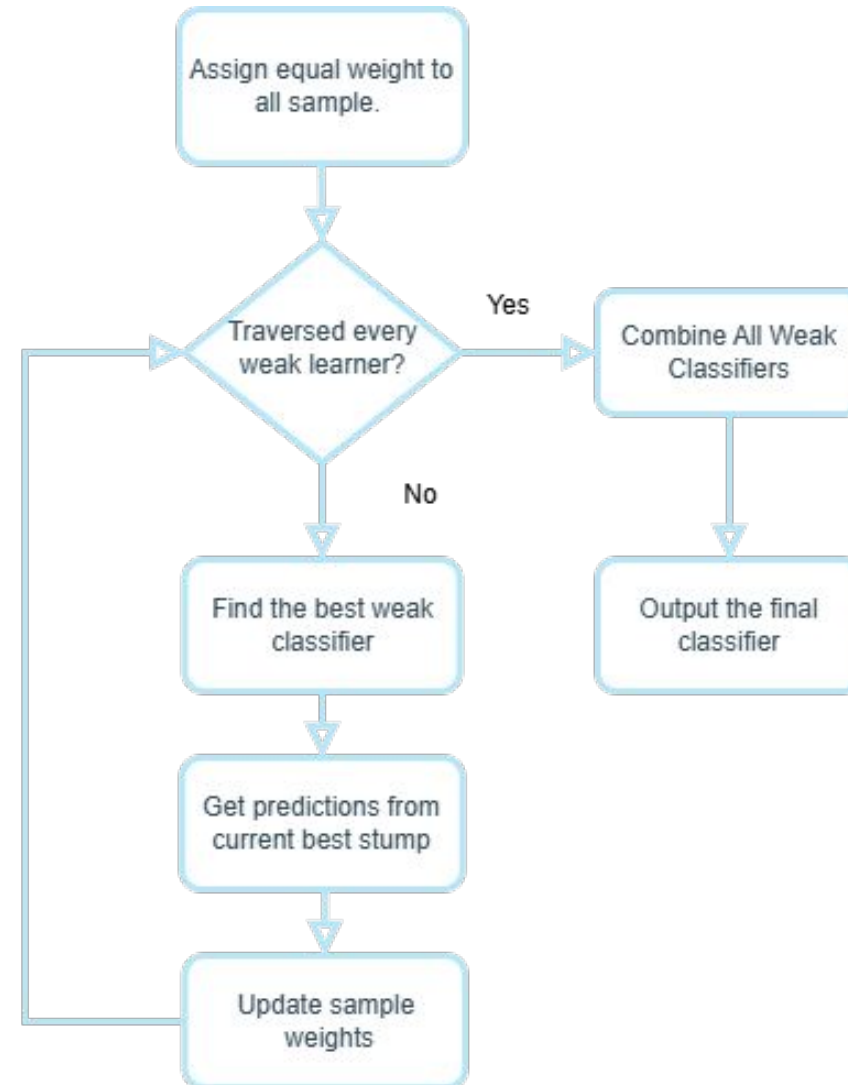 Assign equal weight to
all sample.
Traversed every
weak learner?
Yes
Combine All Weak
Classifiers
No
Find the best weak
classifier
Output the final
classifier
Get predictions from
current best stump
Update sample
weights